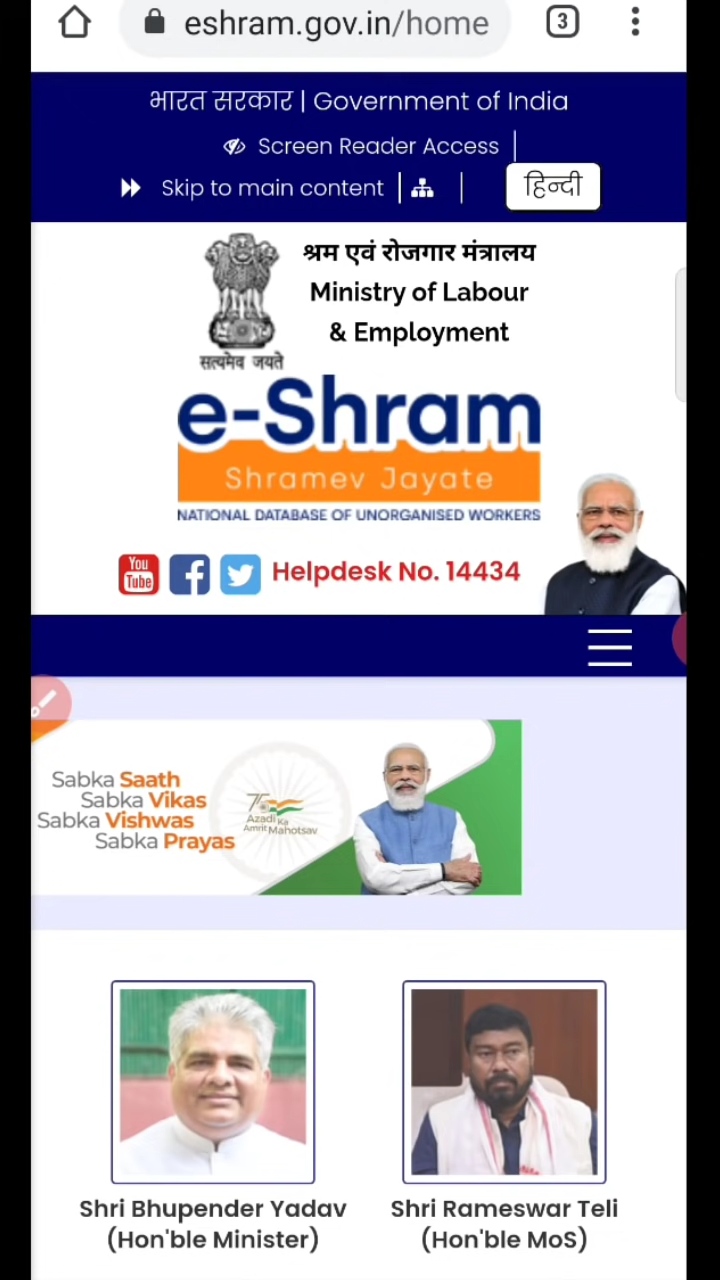 eshram.gov.in/home
3
भारत सरकार | Government of India
Screen Reader Access
Skip to main content
हिन्दी
श्रम एवं रोजगार मंत्रालय
Ministry of Labour
& Employment
सत्यमेव जयते
e-Shram
Shramev Jayate
NATIONAL DATABASE OF UNORGANISED WORKERS
You
Tube
Helpdesk No. 14434
Sabka Saath
Sabka Vikas
Sabka Vishwas
Sabka Prayas
75
Azadi Ka
Amrit Mahotsav
Shri Bhupender Yadav
(Hon'ble Minister)
Shri Rameswar Teli
(Hon'ble MoS)